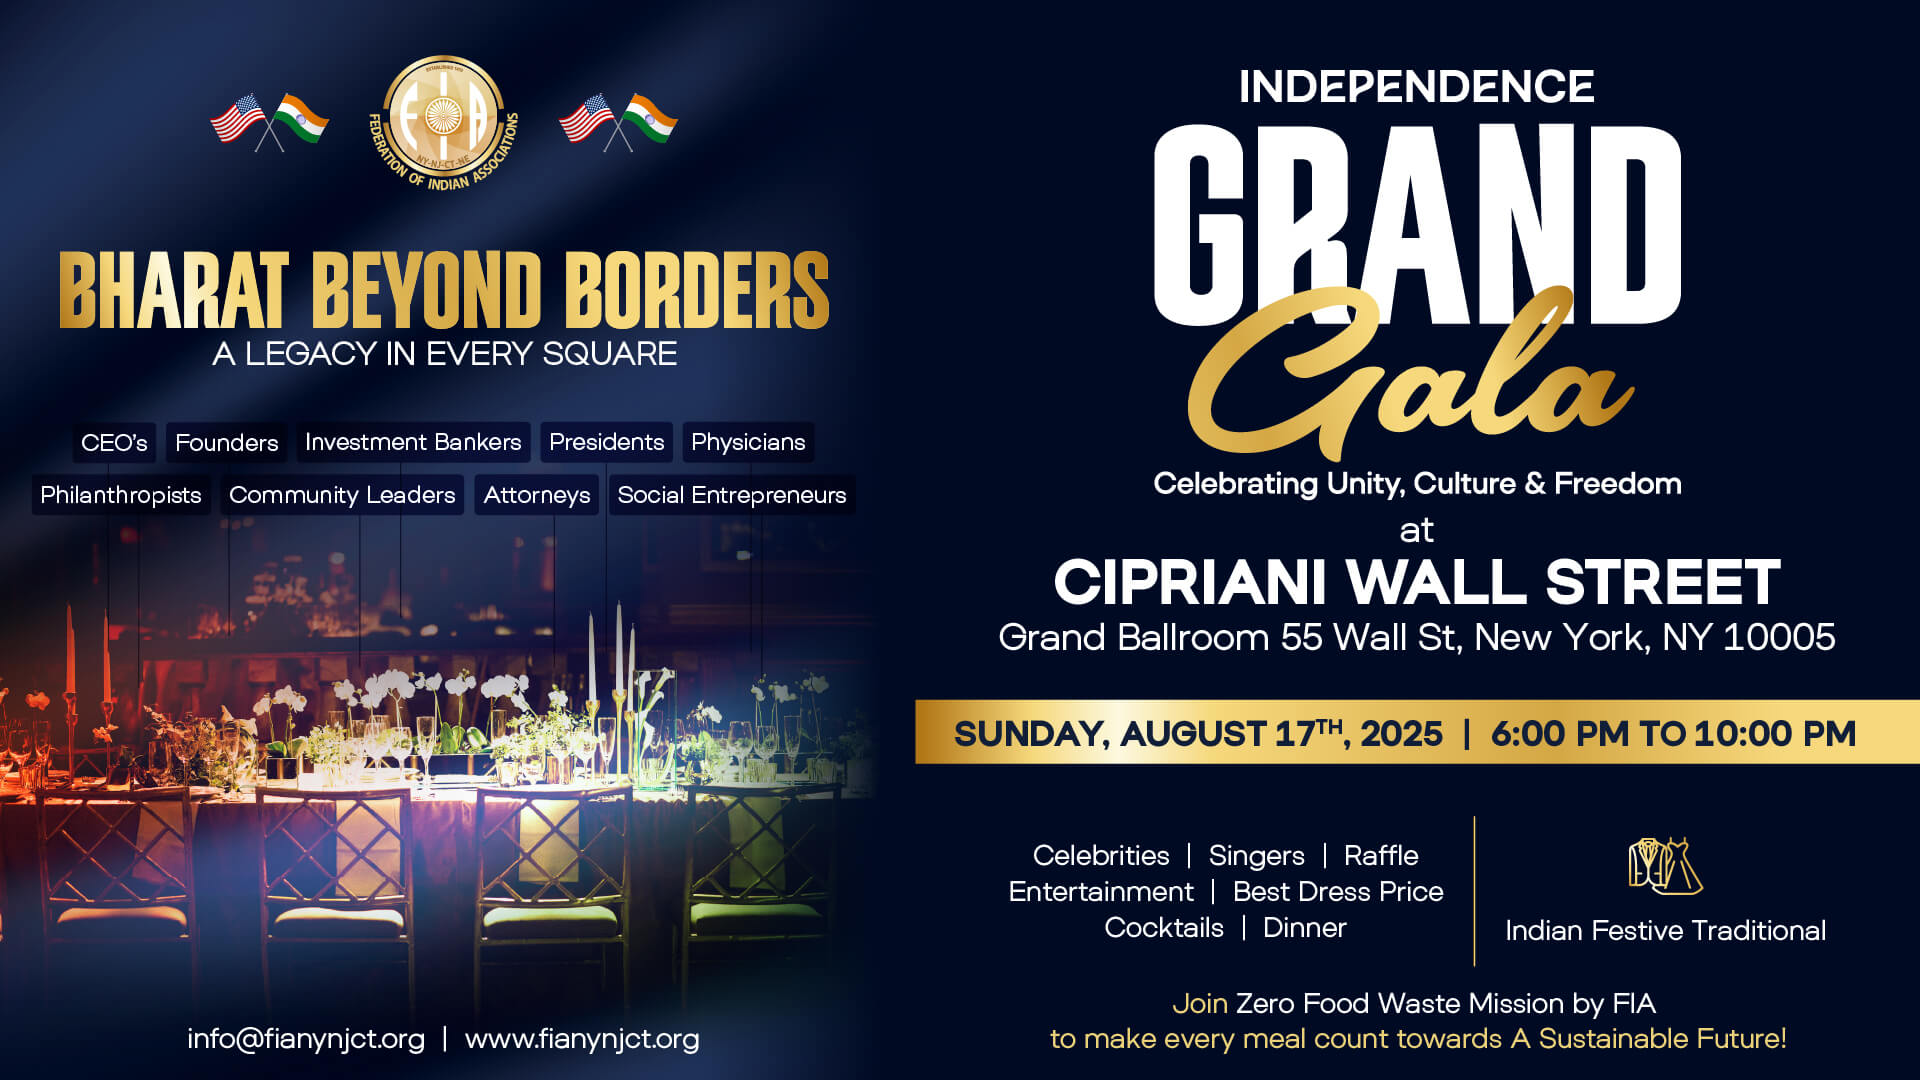 ESTABLISHED 1970
FIA
NY-NJ-CT-NE
FEDERATION OF INDIAN ASSOCIATIONS
BHARAT BEYOND BORDERS
A LEGACY IN EVERY SQUARE
CEO's Founders Investment Bankers Presidents Physicians
Philanthropists Community Leaders Attorneys Social Entrepreneurs
info@fianynjct.org | www.fianynjct.org
INDEPENDENCE
GRAND
Gala
Celebrating Unity, Culture & Freedom
at
CIPRIANI WALL STREET
Grand Ballroom 55 Wall St, New York, NY 10005
SUNDAY, AUGUST 17TH, 2025 | 6:00 PM TO 10:00 PM
Celebrities | Singers | Raffle
Entertainment | Best Dress Price
Cocktails | Dinner
Indian Festive Traditional
Join Zero Food Waste Mission by FIA
to make every meal count towards A Sustainable Future!